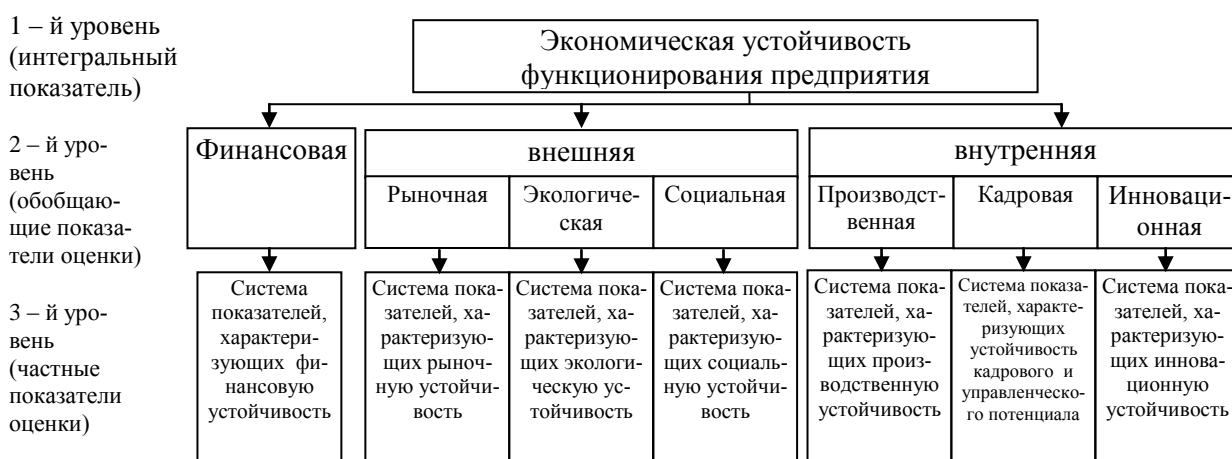 1 – й уровень
(интегральный
показатель)
Экономическая устойчивость
функционирования предприятия
2 – й уро-
вень
(обобщаю-
щие показа-
тели оценки)
Финансовая
внешняя
внутренняя
Рыночная
Экологиче-
ская
Социальная
Производст-
венная
Кадровая
Инноваци-
онная
3 – й уро-
вень
(частные
показатели
оценки)
Система
показателей,
характери-
зующих фи-
нансовую
устойчивость
Система пока-
зателей, ха-
рактеризую-
щих рыноч-
ную устойчи-
вость
Система пока-
зателей, ха-
рактеризую-
щих экологи-
ческую ус-
тойчивость
Система пока-
зателей, ха-
рактеризую-
щих социаль-
ную устойчи-
вость
Система пока-
зателей, ха-
рактеризую-
щих произ-
водственную
устойчивость
Система показа-
телей, характе-
ризующих
устойчивость
кадрового и
управленческо-
го потенциала
Система пока-
зателей, ха-
рактеризую-
щих иннова-
ционную
устойчивость